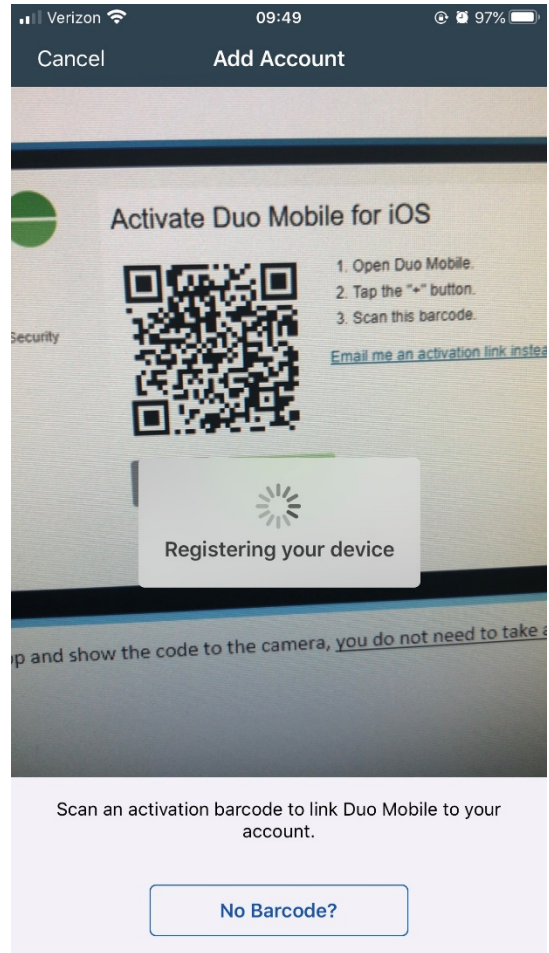 Verizon
09:49
97%
Cancel
Add Account
Activate Duo Mobile for iOS
1. Open Duo Mobile.
2. Tap the "+" button.
3. Scan this barcode.
Security
Email me an activation link instea
Registering your device
p and show the code to the camera, you do not need to take a
Scan an activation barcode to link Duo Mobile to your
account.
No Barcode?